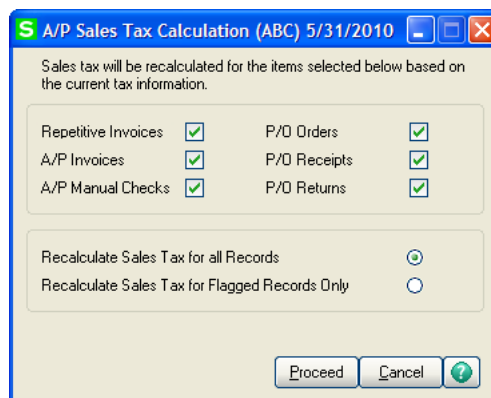 S A/P Sales Tax Calculation (ABC) 5/31/2010
Sales tax will be recalculated for the items selected below based on
the current tax information.
Repetitive Invoices P/O Orders
A/P Invoices P/O Receipts
A/P Manual Checks P/O Returns
Recalculate Sales Tax for all Records
Recalculate Sales Tax for Flagged Records Only
Proceed Cancel ?